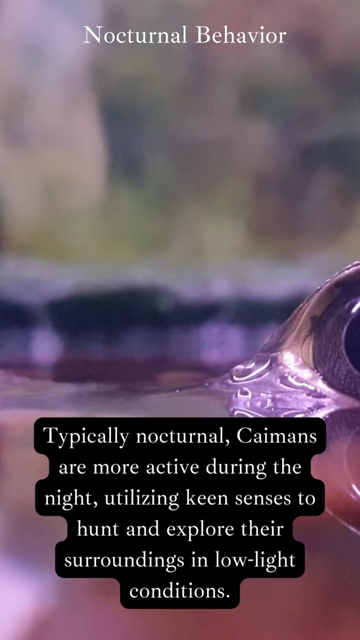 Nocturnal Behavior
Typically nocturnal, Caimans
are more active during the
night, utilizing keen senses to
hunt and explore their
surroundings in low-light
conditions.